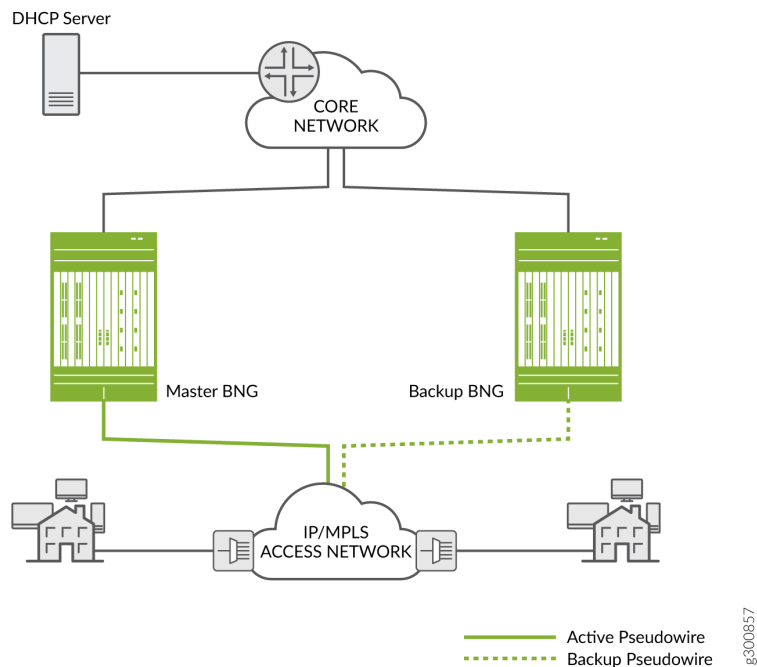 DHCP Server
CORE
NETWORK
Master BNG
Backup BNG
IP/MPLS
ACCESS NETWORK
Active Pseudowire
Backup Pseudowire
g300857